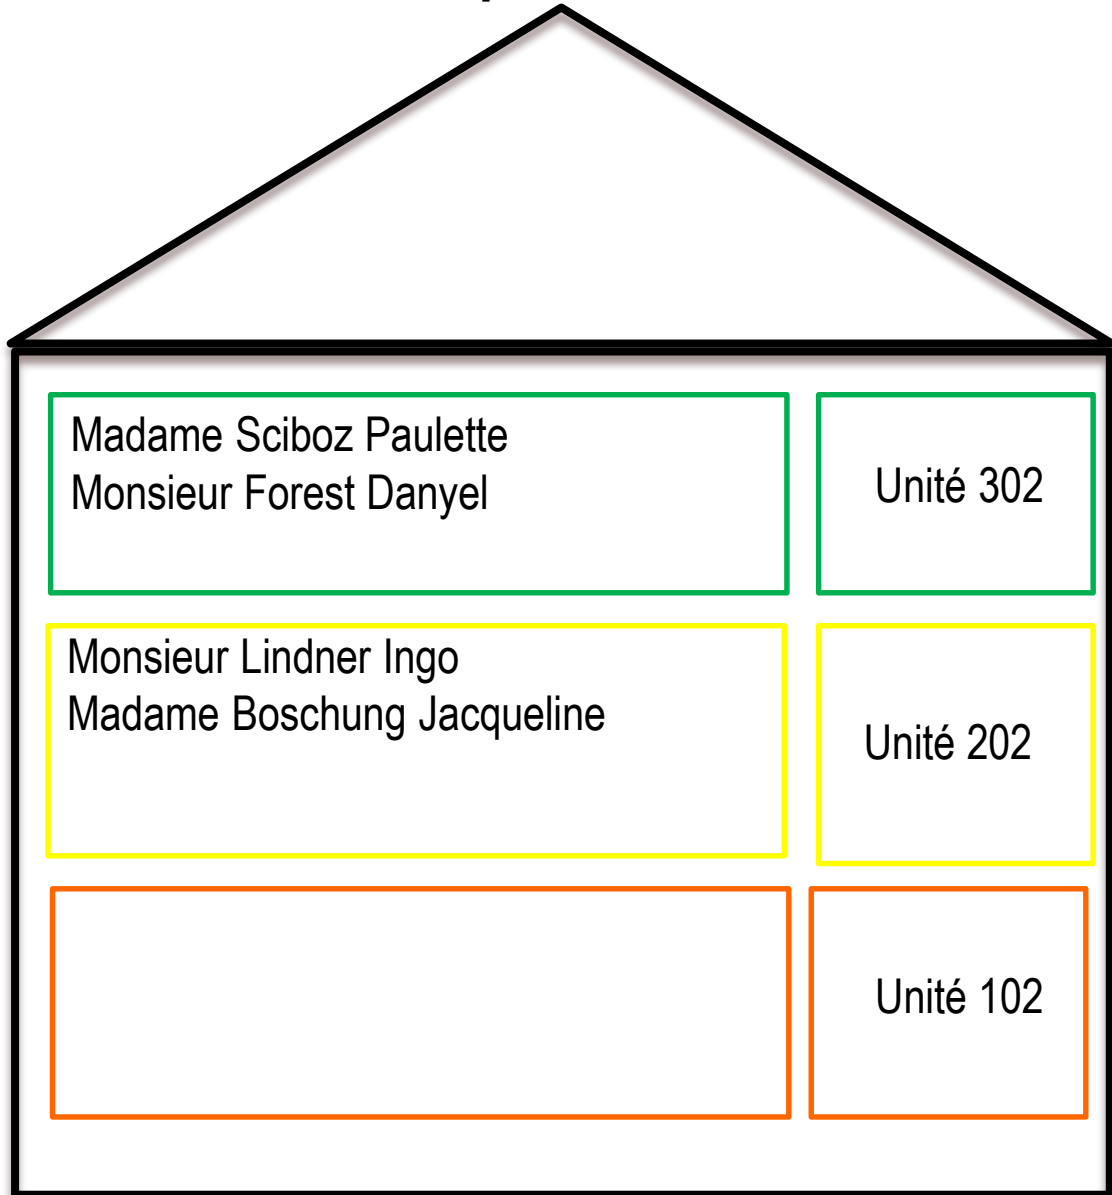 Madame Sciboz Paulette
Monsieur Forest Danyel
Unité 302
Monsieur Lindner Ingo
Madame Boschung Jacqueline
Unité 202
Unité 102